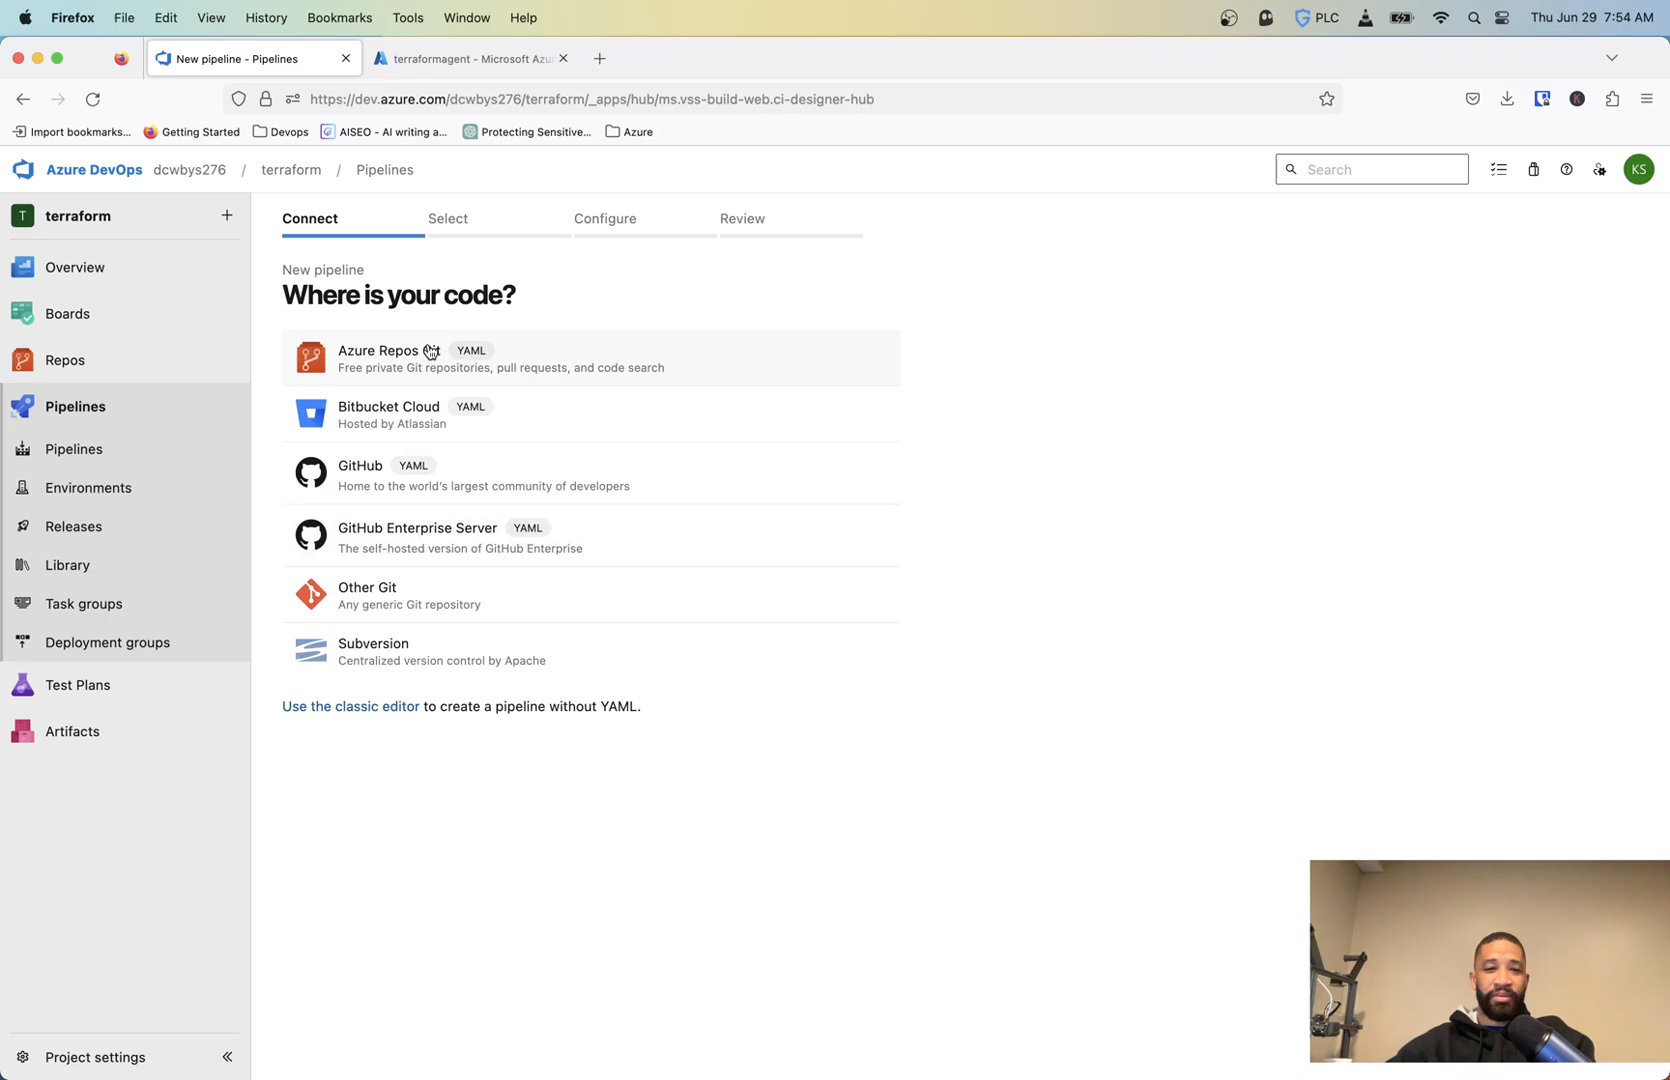 Firefox File Edit View History Bookmarks Tools Window Help PLC Thu Jun 29 7:54 AM
New pipeline - Pipelines terraformagent - Microsoft Azu
https://dev.azure.com/dcwbys276/terraform/_apps/hub/ms.vss-build-web.ci-designer-hub
Import bookmarks... Getting Started Devops AISEO - AI writing a... Protecting Sensitive... Azure
Azure DevOps dcwbys276 / terraform / Pipelines Search KS
T terraform
Overview
Boards
Repos
Pipelines
Pipelines
Environments
Releases
Library
Task groups
Deployment groups
Test Plans
Artifacts
Project settings
Connect Select Configure Review
New pipeline
Where is your code?
Azure Repos YAML
Free private Git repositories, pull requests, and code search
Bitbucket Cloud YAML
Hosted by Atlassian
GitHub YAML
Home to the world's largest community of developers
GitHub Enterprise Server YAML
The self-hosted version of GitHub Enterprise
Other Git
Any generic Git repository
Subversion
Centralized version control by Apache
Use the classic editor to create a pipeline without YAML.